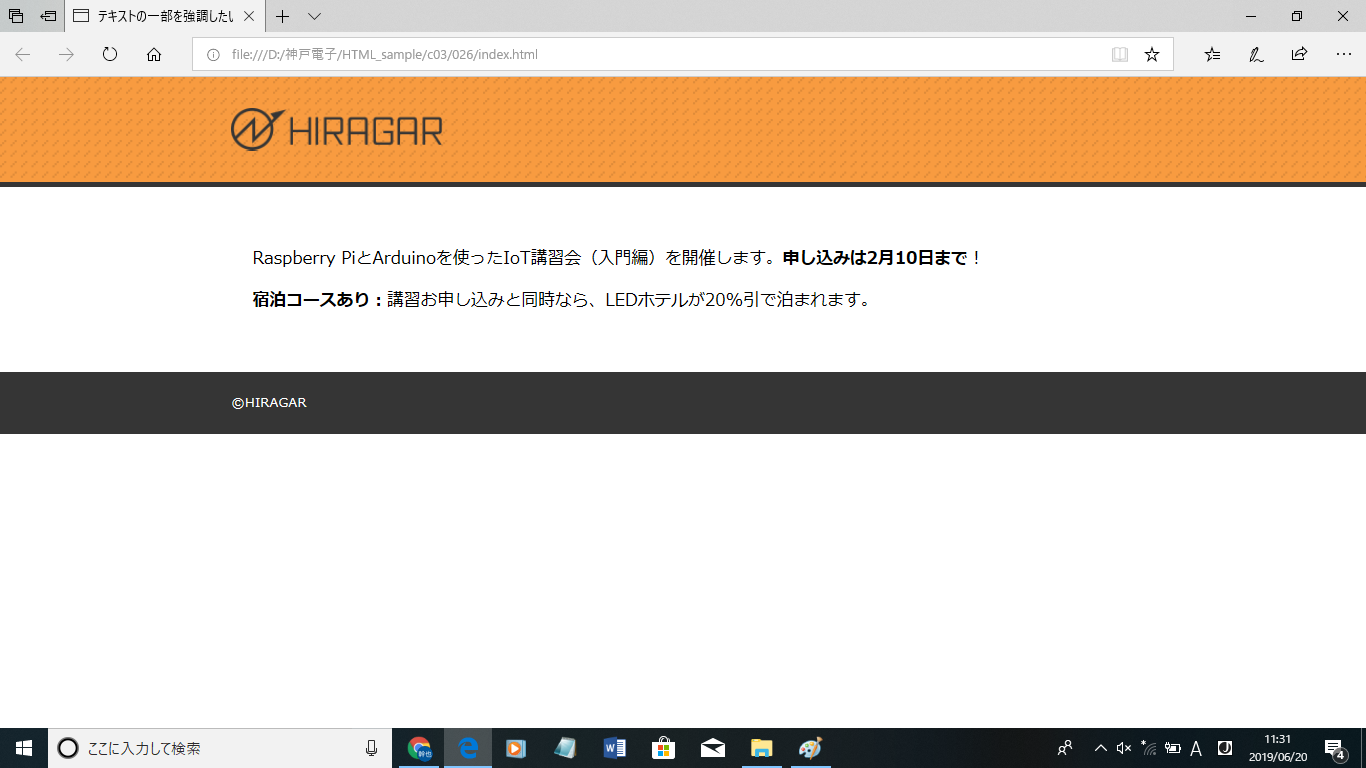 テキストの一部を強調したい
file:///D:/神戸電子/HTML_sample/c03/026/index.html
HIRAGAR
Raspberry PiとArduinoを使ったIoT講習会（入門編）を開催します。申し込みは2月10日まで！
宿泊コースあり：講習お申し込みと同時なら、LEDホテルが20%引で泊まれます。
©HIRAGAR
ここに入力して検索
A
J
11:31
2019/06/20
4